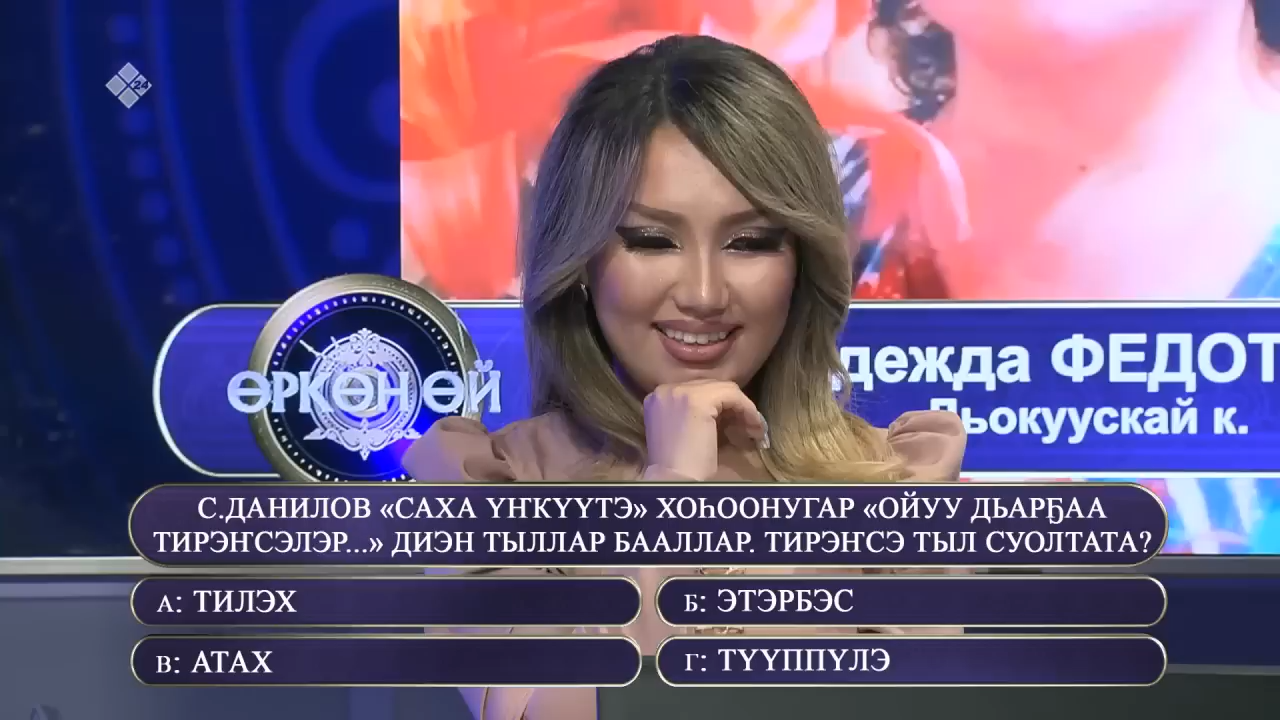 24
дежда ФЕДОТ
Дьокуускай к.
ӨРКӨН ӨЙ
С.ДАНИЛОВ «САХА ҮҤКҮҮТЭ» ХОҺООНУГАР «ОЙУУ ДЬАРҔАА
ТИРЭҤСЭЛЭР...» ДИЭН ТЫЛЛАР БААЛЛАР. ТИРЭҤСЭ ТЫЛ СУОЛТАТА?
А: ТИЛЭХ
Б: ЭТЭРБЭС
В: АТАХ
Г: ТҮҮППҮЛЭ